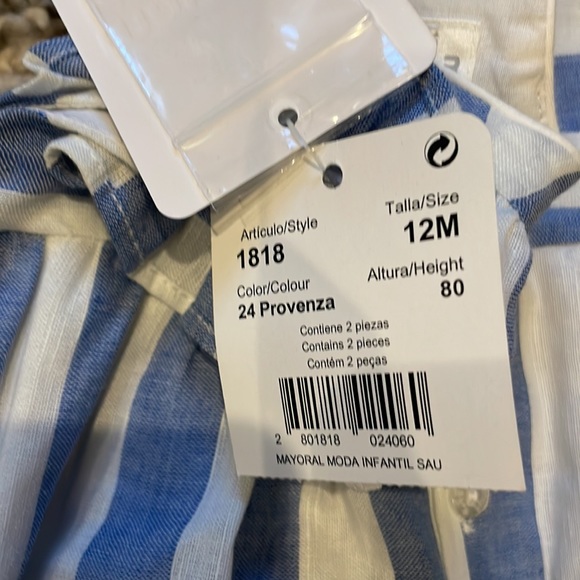 Artículo/Style
1818
Talla/Size
12M
Color/Colour
24 Provenza
Altura/Height
80
Contiene 2 piezas
Contains 2 pieces
Contém 2 peças
2 801818 024060
MAYORAL MODA INFANTIL SAU